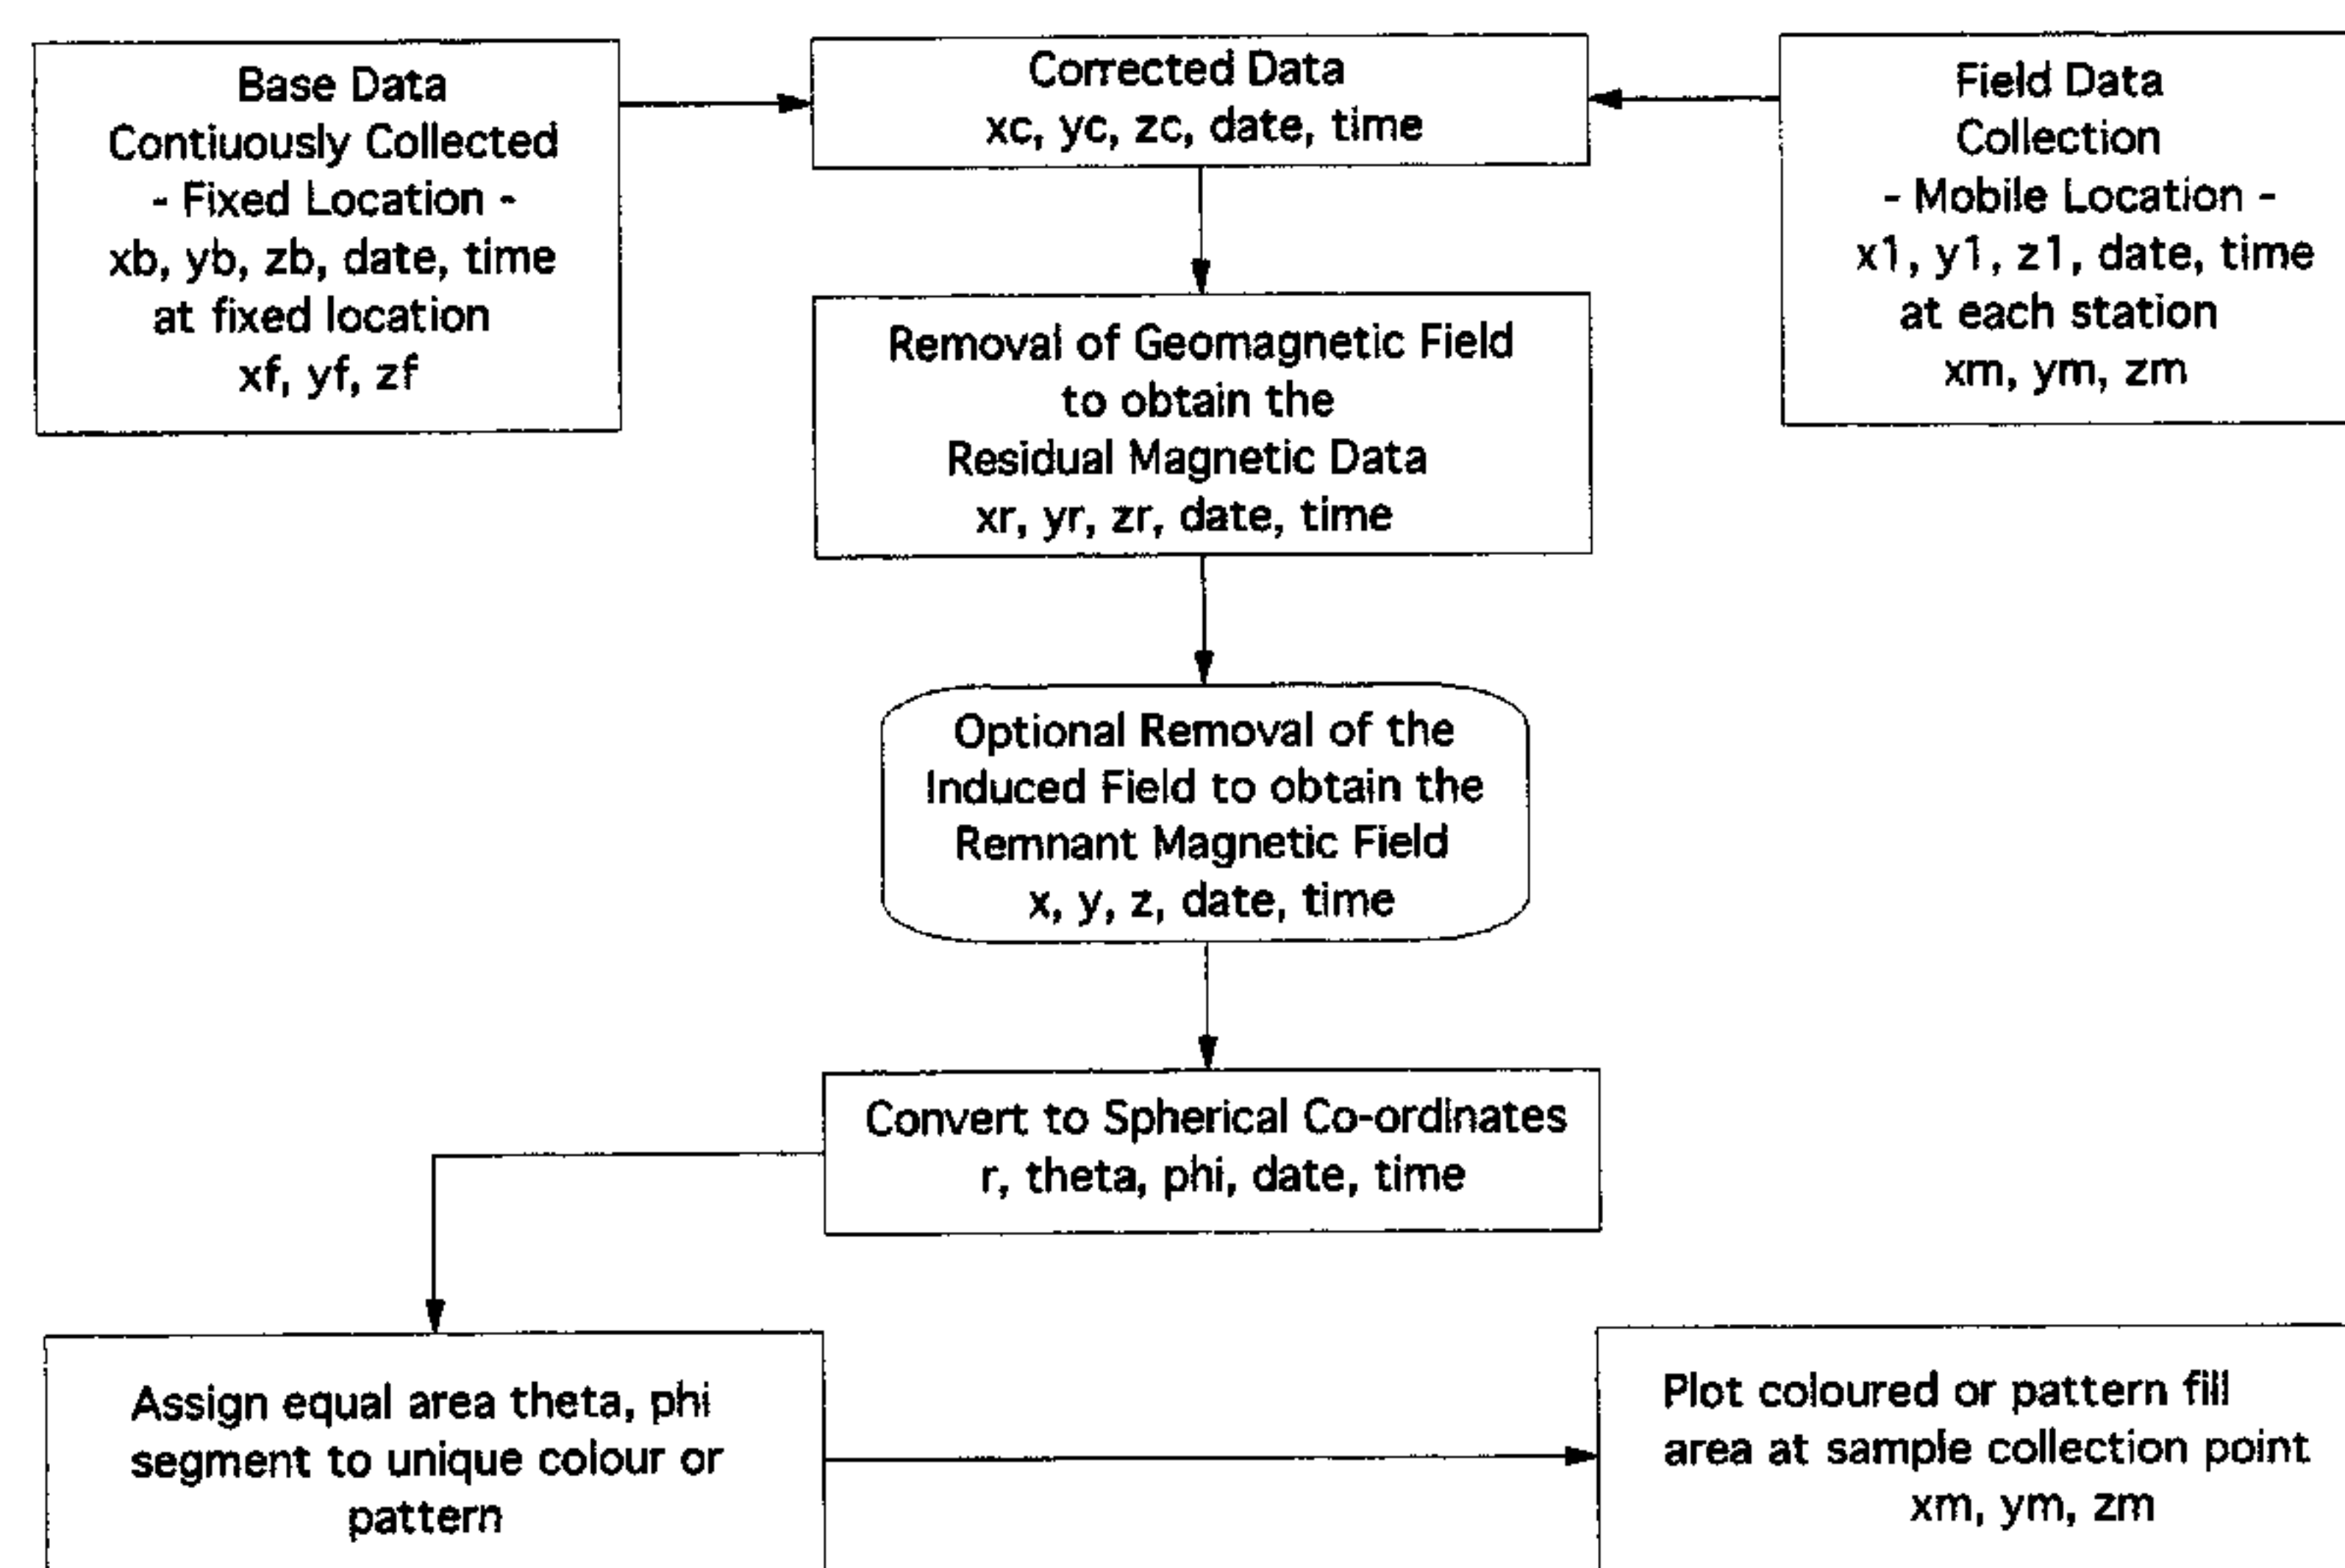 Base Data
Contiuously Collected
- Fixed Location -
xb, yb, zb, date, time
at fixed location
xf, yf, zf
Corrected Data
xc, yc, zc, date, time
Field Data
Collection
- Mobile Location -
x1, y1, z1, date, time
at each station
xm, ym, zm
Removal of Geomagnetic Field
to obtain the
Residual Magnetic Data
xr, yr, zr, date, time
Optional Removal of the
Induced Field to obtain the
Remnant Magnetic Field
x, y, z, date, time
Convert to Spherical Co-ordinates
r, theta, phi, date, time
Assign equal area theta, phi
segment to unique colour or
pattern
Plot coloured or pattern fill
area at sample collection point
xm, ym, zm